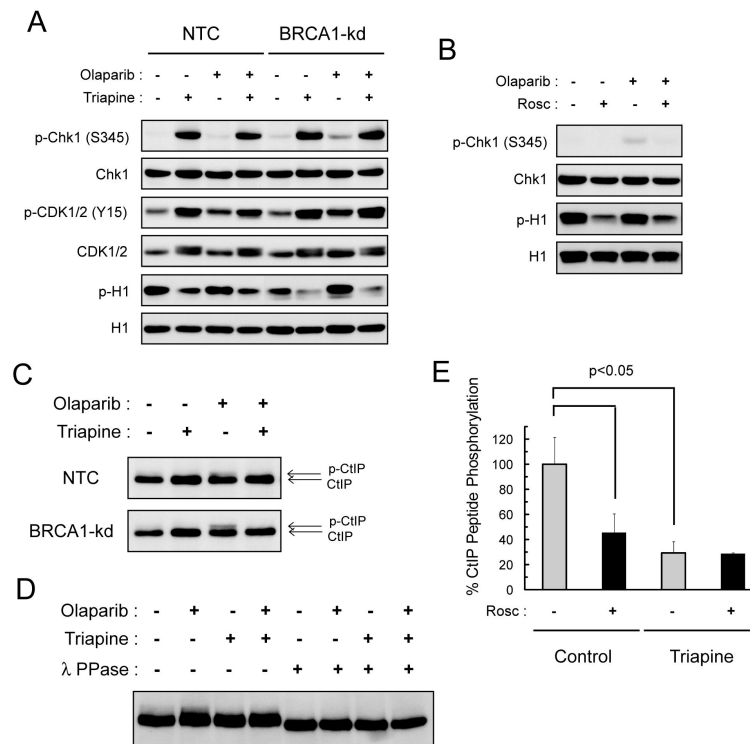 A
NTC BRCA1-kd
Olaparib : - - + + - - + +
Triapine : - + - + - + - +
p-Chk1 (S345)
Chk1
p-CDK1/2 (Y15)
CDK1/2
p-H1
H1
B
Olaparib : - - + +
Rosc : - + - +
p-Chk1 (S345)
Chk1
p-H1
H1
C
Olaparib : - - + +
Triapine : - + - +
NTC
p-CtIP
CtIP
BRCA1-kd
p-CtIP
CtIP
D
Olaparib : - + - + - + - +
Triapine : - - + + - - + +
λ PPase : - - - - + + + +
E
p<0.05
% CtIP Peptide Phosphorylation
120
100
80
60
40
20
0
Rosc : - + - +
Control Triapine